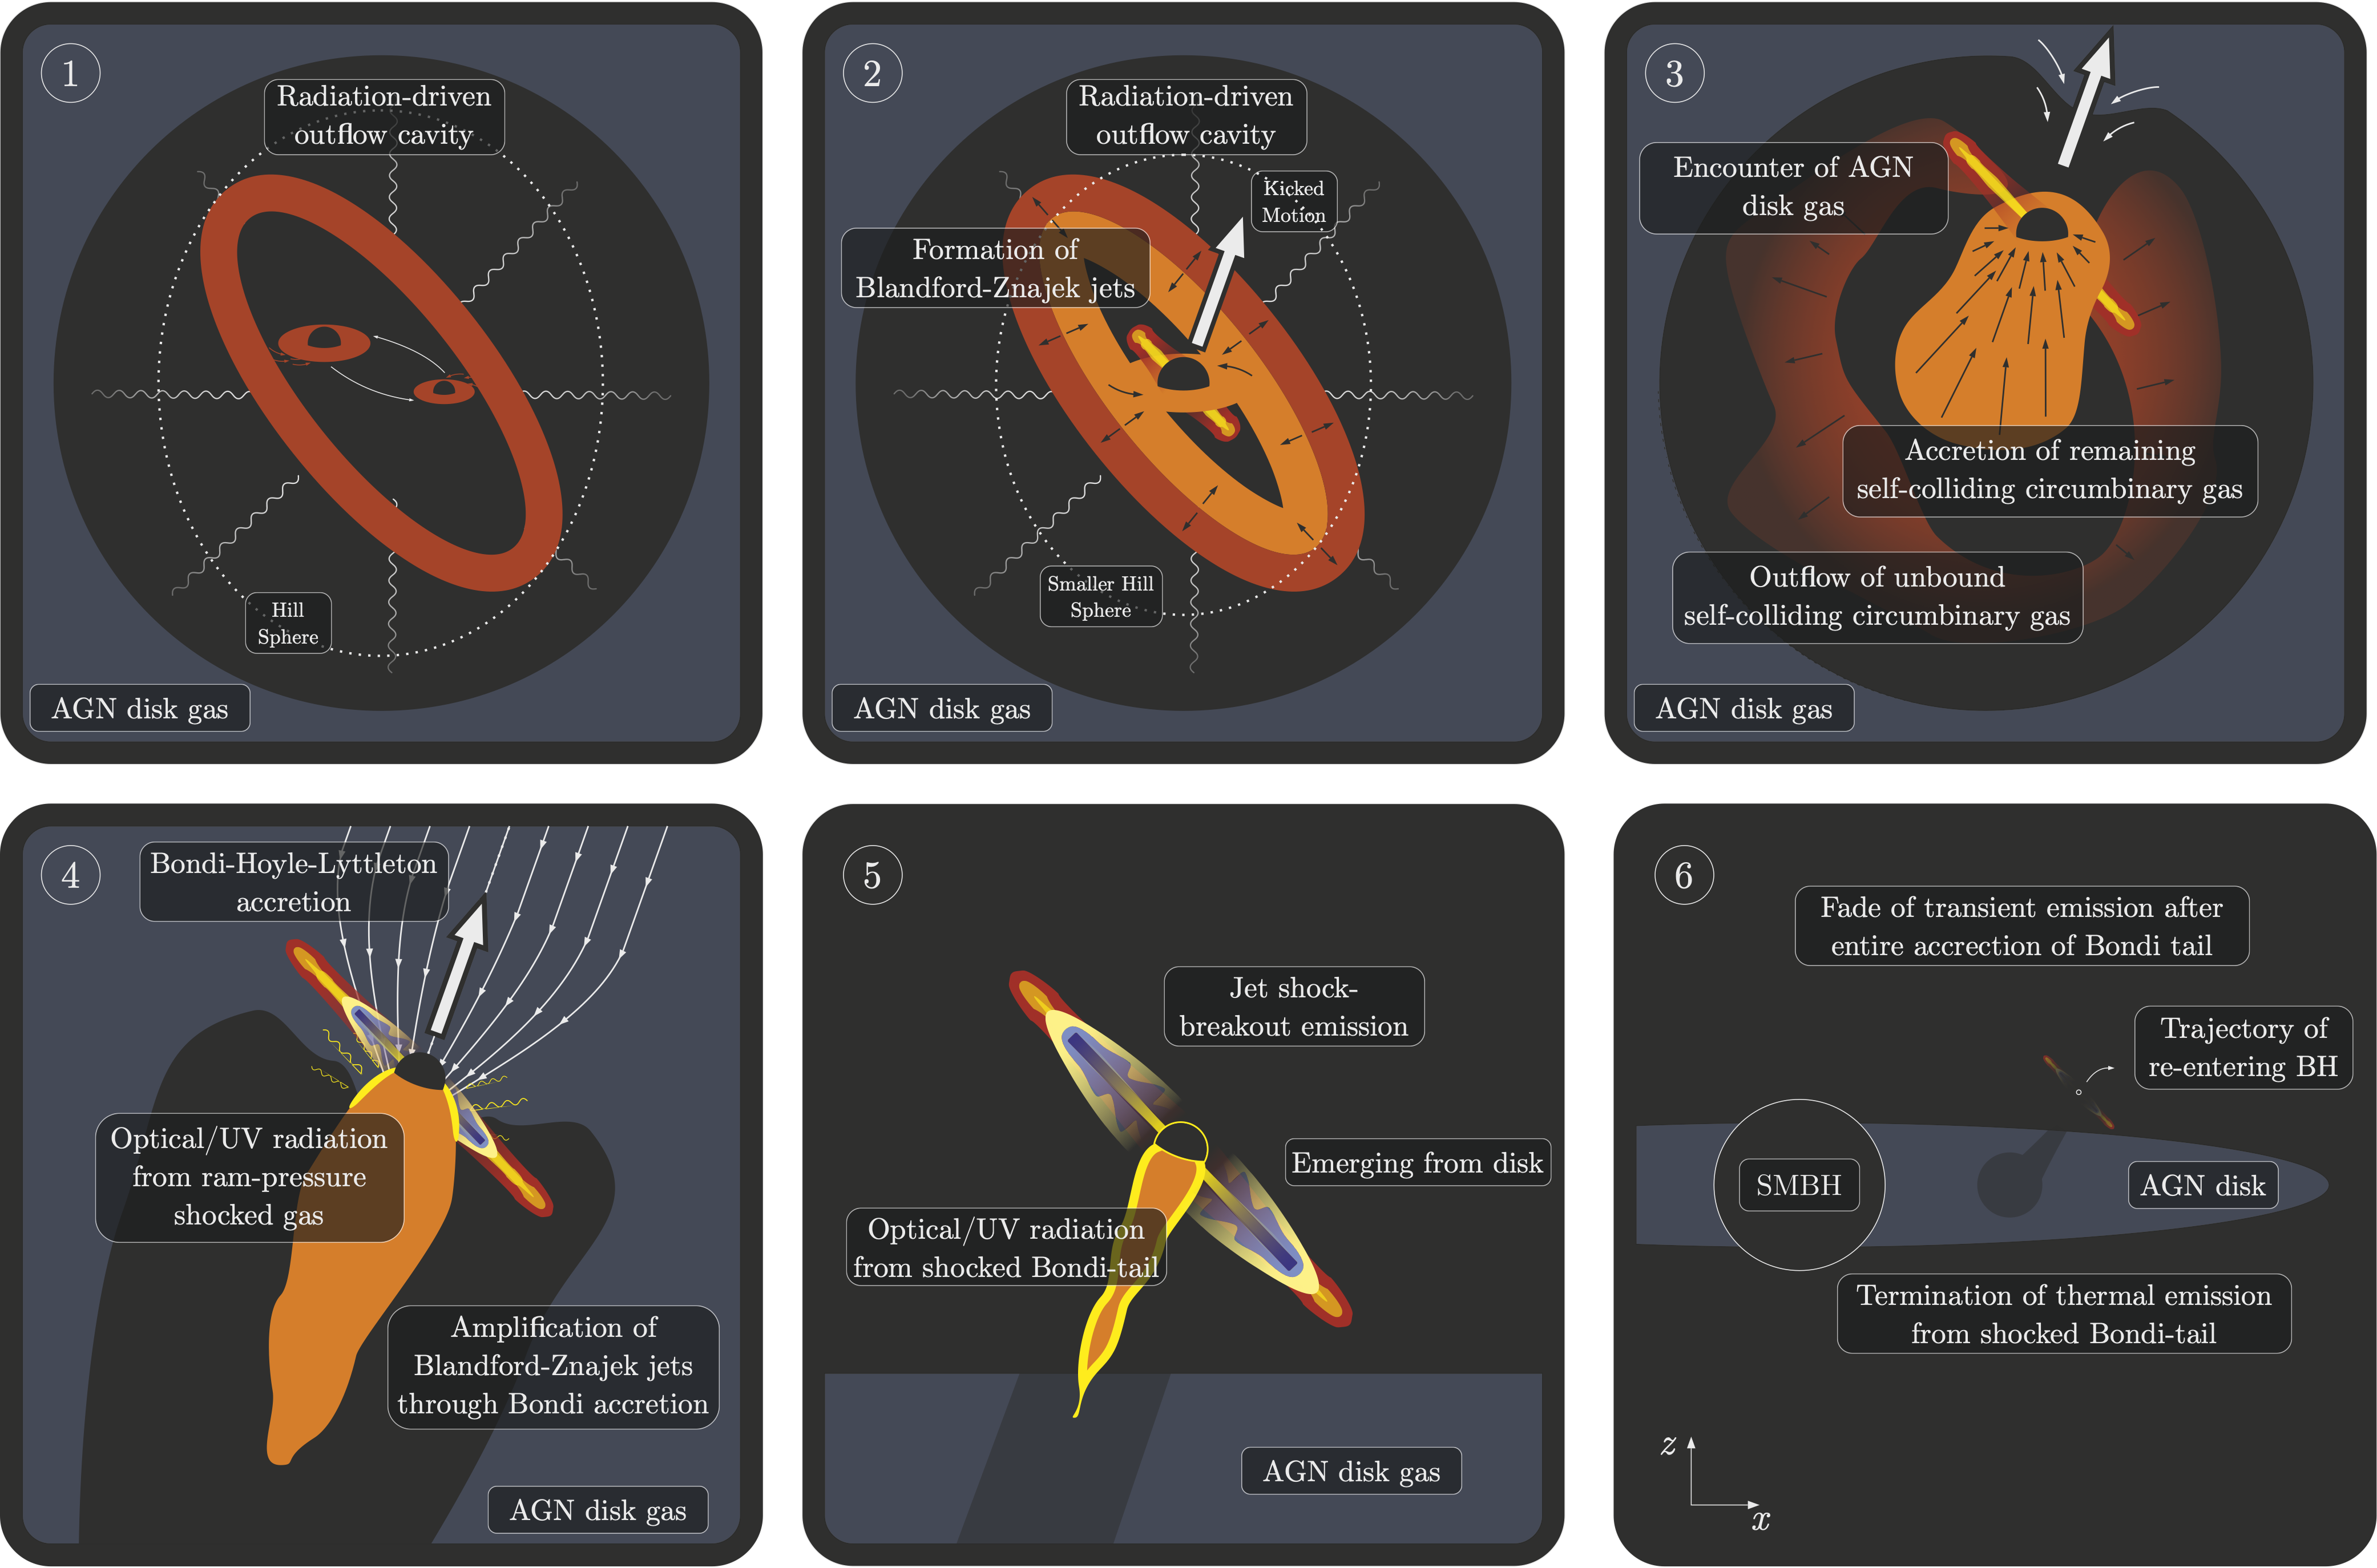 1
Radiation-driven
outflow cavity
Hill
Sphere
AGN disk gas
2
Radiation-driven
outflow cavity
Kicked
Motion
Formation of
Blandford-Znajek jets
Smaller Hill
Sphere
AGN disk gas
3
Encounter of AGN
disk gas
Accretion of remaining
self-colliding circumbinary gas
Outflow of unbound
self-colliding circumbinary gas
AGN disk gas
4
Bondi-Hoyle-Lyttleton
accretion
Optical/UV radiation
from ram-pressure
shocked gas
Amplification of
Blandford-Znajek jets
through Bondi accretion
AGN disk gas
5
Jet shock-
breakout emission
Emerging from disk
Optical/UV radiation
from shocked Bondi-tail
AGN disk gas
6
Fade of transient emission after
entire accrection of Bondi tail
Trajectory of
re-entering BH
SMBH
AGN disk
Termination of thermal emission
from shocked Bondi-tail
z
x